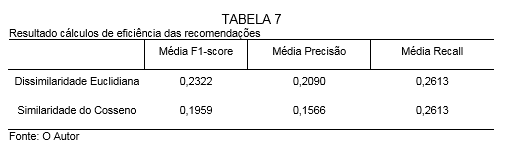 TABELA 7
Resultado cálculos de eficiência das recomendações
Média F1-score Média Precisão Média Recall
Dissimilaridade Euclidiana 0,2322 0,2090 0,2613
Similaridade do Cosseno 0,1959 0,1566 0,2613
Fonte: O Autor